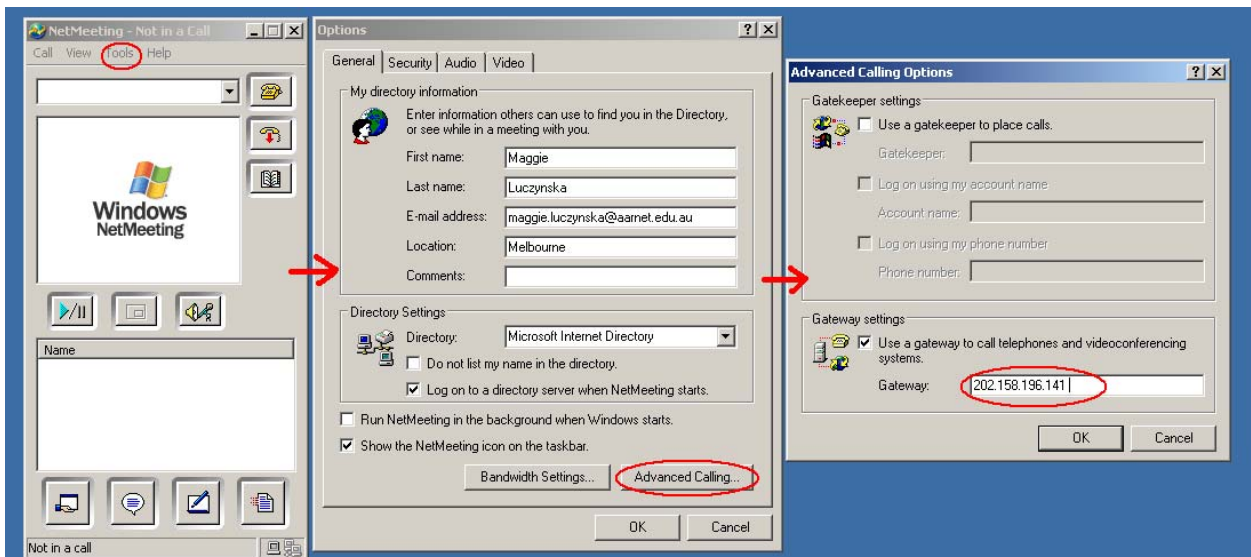 NetMeeting - Not in a Call
Call View Tools Help
Windows
NetMeeting
Name
Not in a call
Options
General Security Audio Video
My directory information
Enter information others can use to find you in the Directory,
or see while in a meeting with you.
First name: Maggie
Last name: Luczynska
E-mail address: maggie.luczynska@aarnet.edu.au
Location: Melbourne
Comments:
Directory Settings
Directory: Microsoft Internet Directory
Do not list my name in the directory.
Log on to a directory server when NetMeeting starts.
Run NetMeeting in the background when Windows starts.
Show the NetMeeting icon on the taskbar.
Bandwidth Settings... Advanced Calling...
OK Cancel
Advanced Calling Options
Gatekeeper settings
Use a gatekeeper to place calls.
Gatekeeper:
Log on using my account name
Account name:
Log on using my phone number
Phone number:
Gateway settings
Use a gateway to call telephones and videoconferencing
systems.
Gateway: 202.158.196.141
OK Cancel